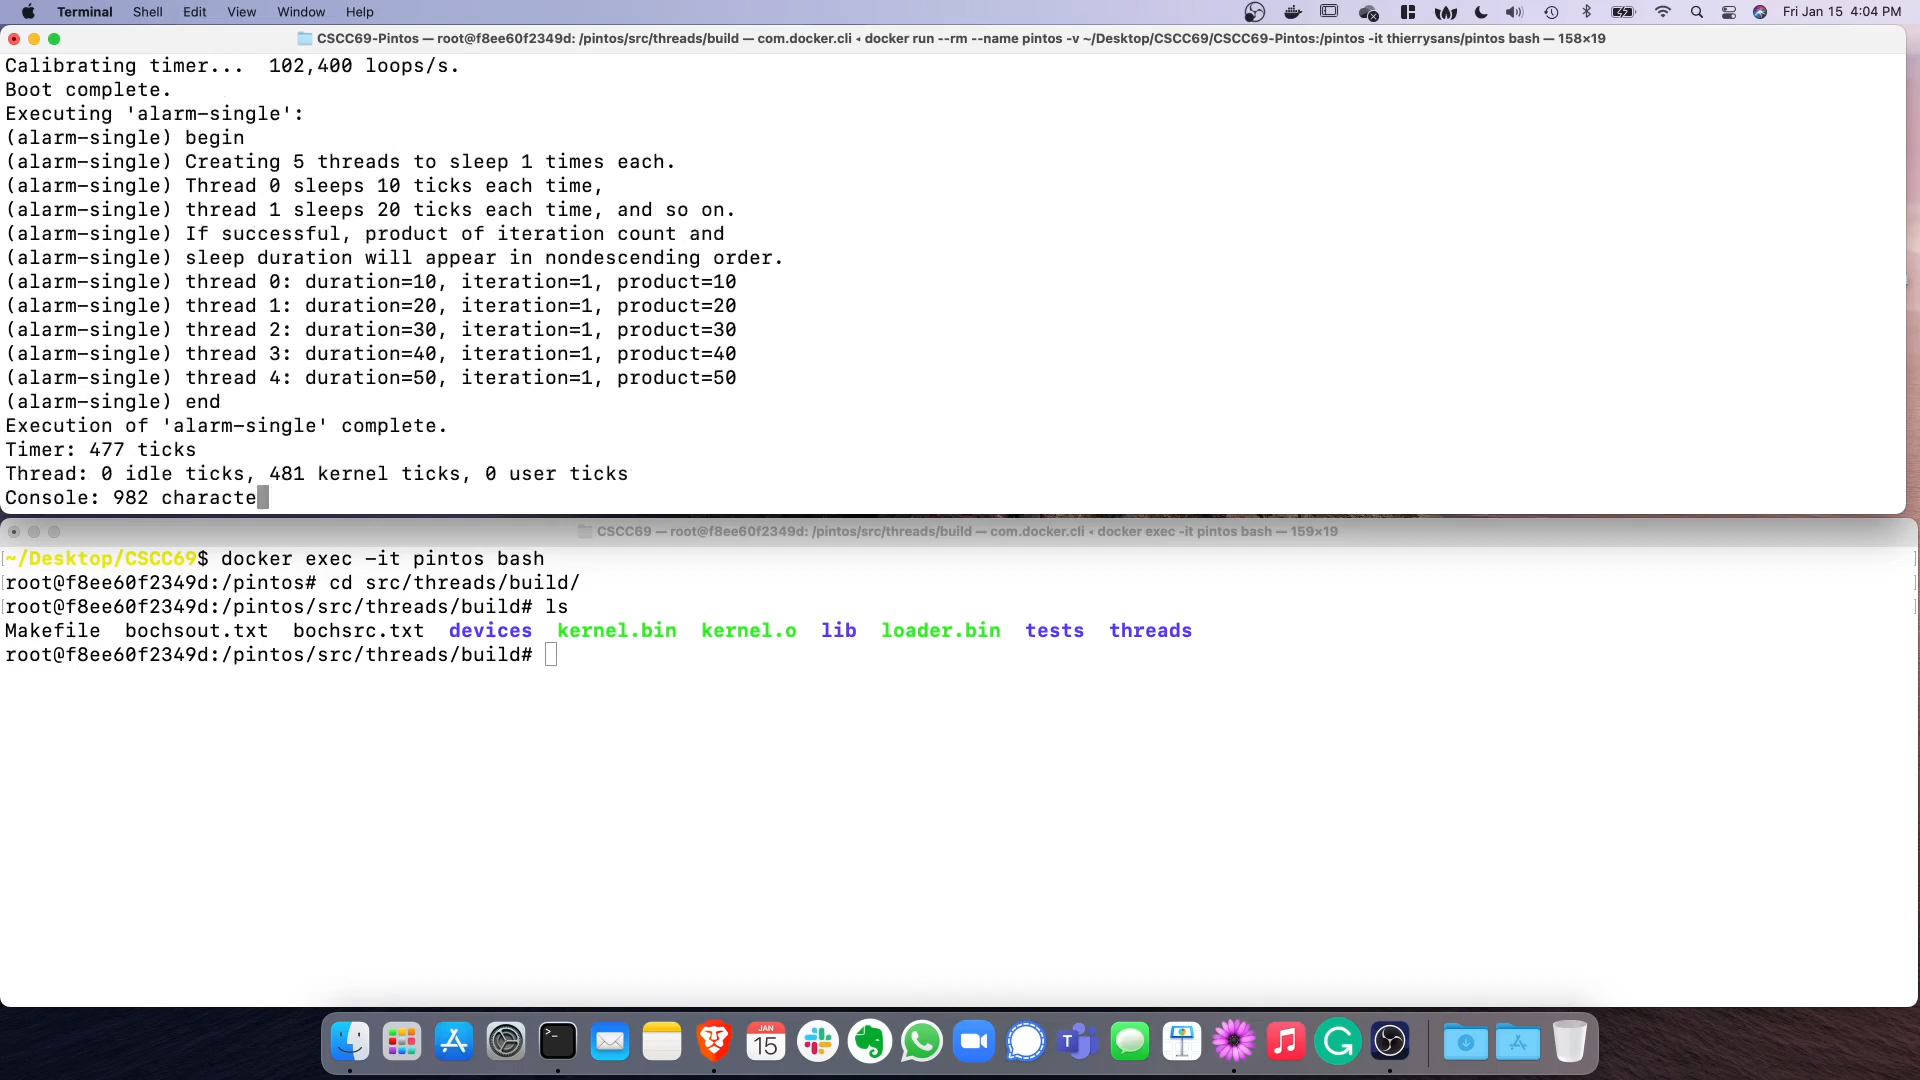 Terminal Shell Edit View Window Help Fri Jan 15 4:04 PM
CSCC69-Pintos — root@f8ee60f2349d: /pintos/src/threads/build — com.docker.cli ◂ docker run --rm --name pintos -v ~/Desktop/CSCC69/CSCC69-Pintos:/pintos -it thierrysans/pintos bash — 158×19
Calibrating timer...  102,400 loops/s.
Boot complete.
Executing 'alarm-single':
(alarm-single) begin
(alarm-single) Creating 5 threads to sleep 1 times each.
(alarm-single) Thread 0 sleeps 10 ticks each time,
(alarm-single) thread 1 sleeps 20 ticks each time, and so on.
(alarm-single) If successful, product of iteration count and
(alarm-single) sleep duration will appear in nondescending order.
(alarm-single) thread 0: duration=10, iteration=1, product=10
(alarm-single) thread 1: duration=20, iteration=1, product=20
(alarm-single) thread 2: duration=30, iteration=1, product=30
(alarm-single) thread 3: duration=40, iteration=1, product=40
(alarm-single) thread 4: duration=50, iteration=1, product=50
(alarm-single) end
Execution of 'alarm-single' complete.
Timer: 477 ticks
Thread: 0 idle ticks, 481 kernel ticks, 0 user ticks
Console: 982 characte
CSCC69 — root@f8ee60f2349d: /pintos/src/threads/build — com.docker.cli ◂ docker exec -it pintos bash — 159×19
~/Desktop/CSCC69$ docker exec -it pintos bash
root@f8ee60f2349d:/pintos# cd src/threads/build/
root@f8ee60f2349d:/pintos/src/threads/build# ls
Makefile  bochsout.txt  bochsrc.txt  devices  kernel.bin  kernel.o  lib  loader.bin  tests  threads
root@f8ee60f2349d:/pintos/src/threads/build#
JAN
15